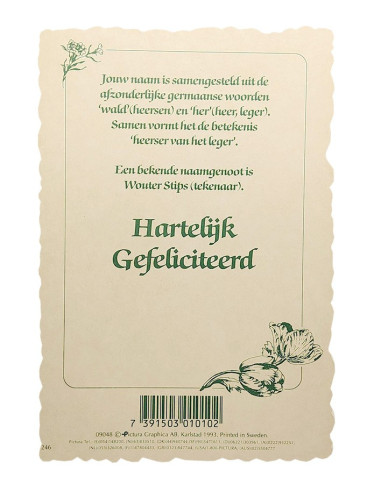 Jouw naam is samengesteld uit de
afzonderlijke germaanse woorden
'wald'(heersen) en 'her'(heer, leger).
Samen vormt het de betekenis
'heerser van het leger'.
Een bekende naamgenoot is
Wouter Stips (tekenaar).
Hartelijk
Gefeliciteerd
7 391503 010102
09048 © Pictura Graphica AB, Karlstad 1993, Printed in Sweden.
246